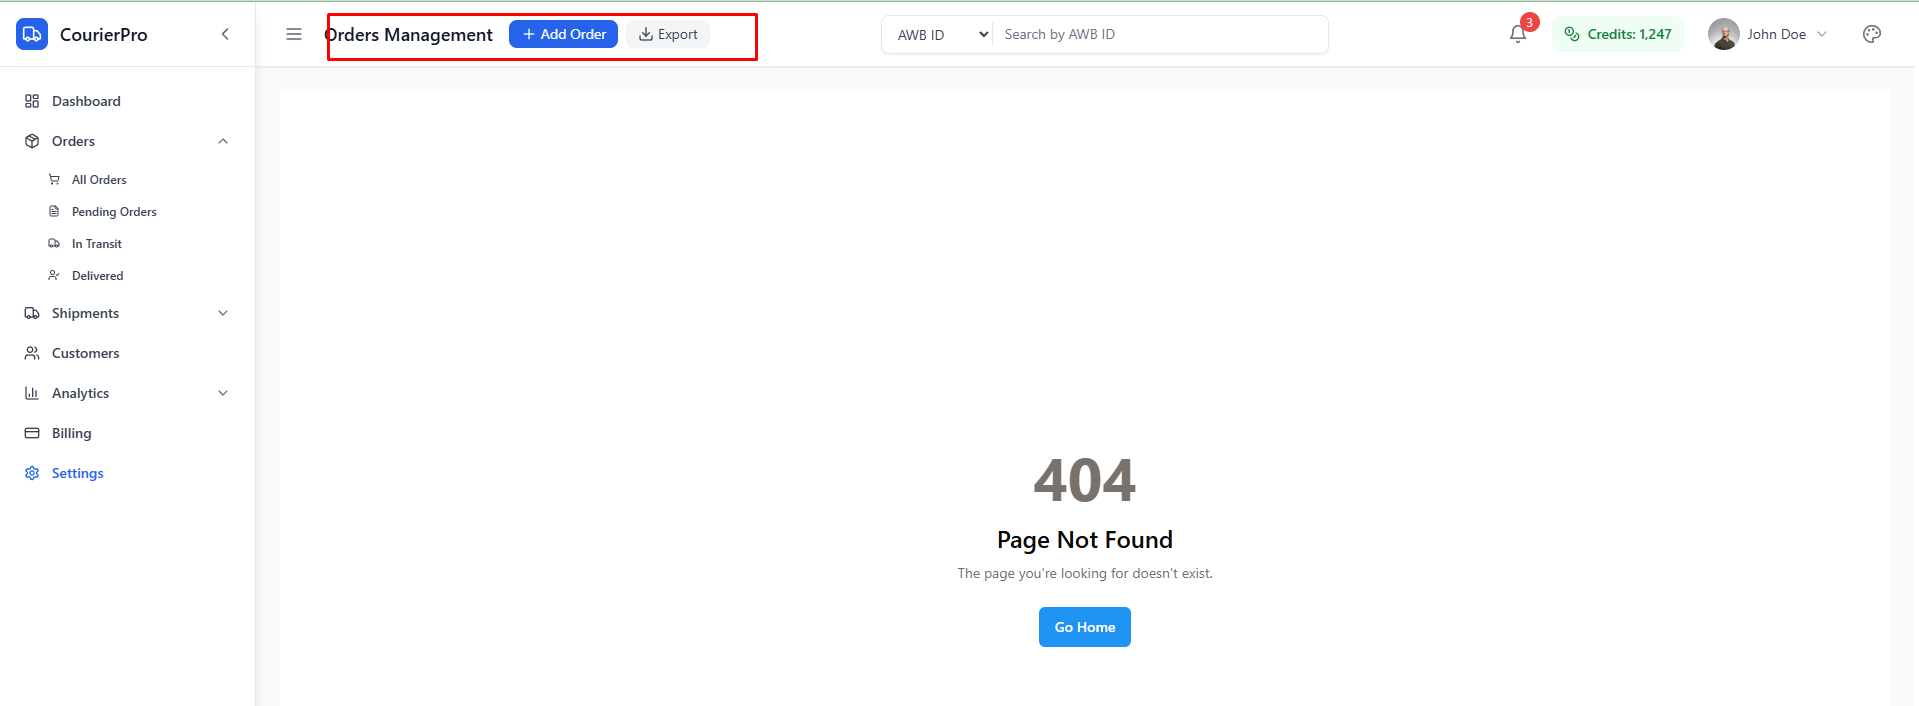 CourierPro
Orders Management
Add Order
Export
AWB ID
Search by AWB ID
3
Credits: 1,247
John Doe
Dashboard
Orders
All Orders
Pending Orders
In Transit
Delivered
Shipments
Customers
Analytics
Billing
Settings
404
Page Not Found
The page you're looking for doesn't exist.
Go Home